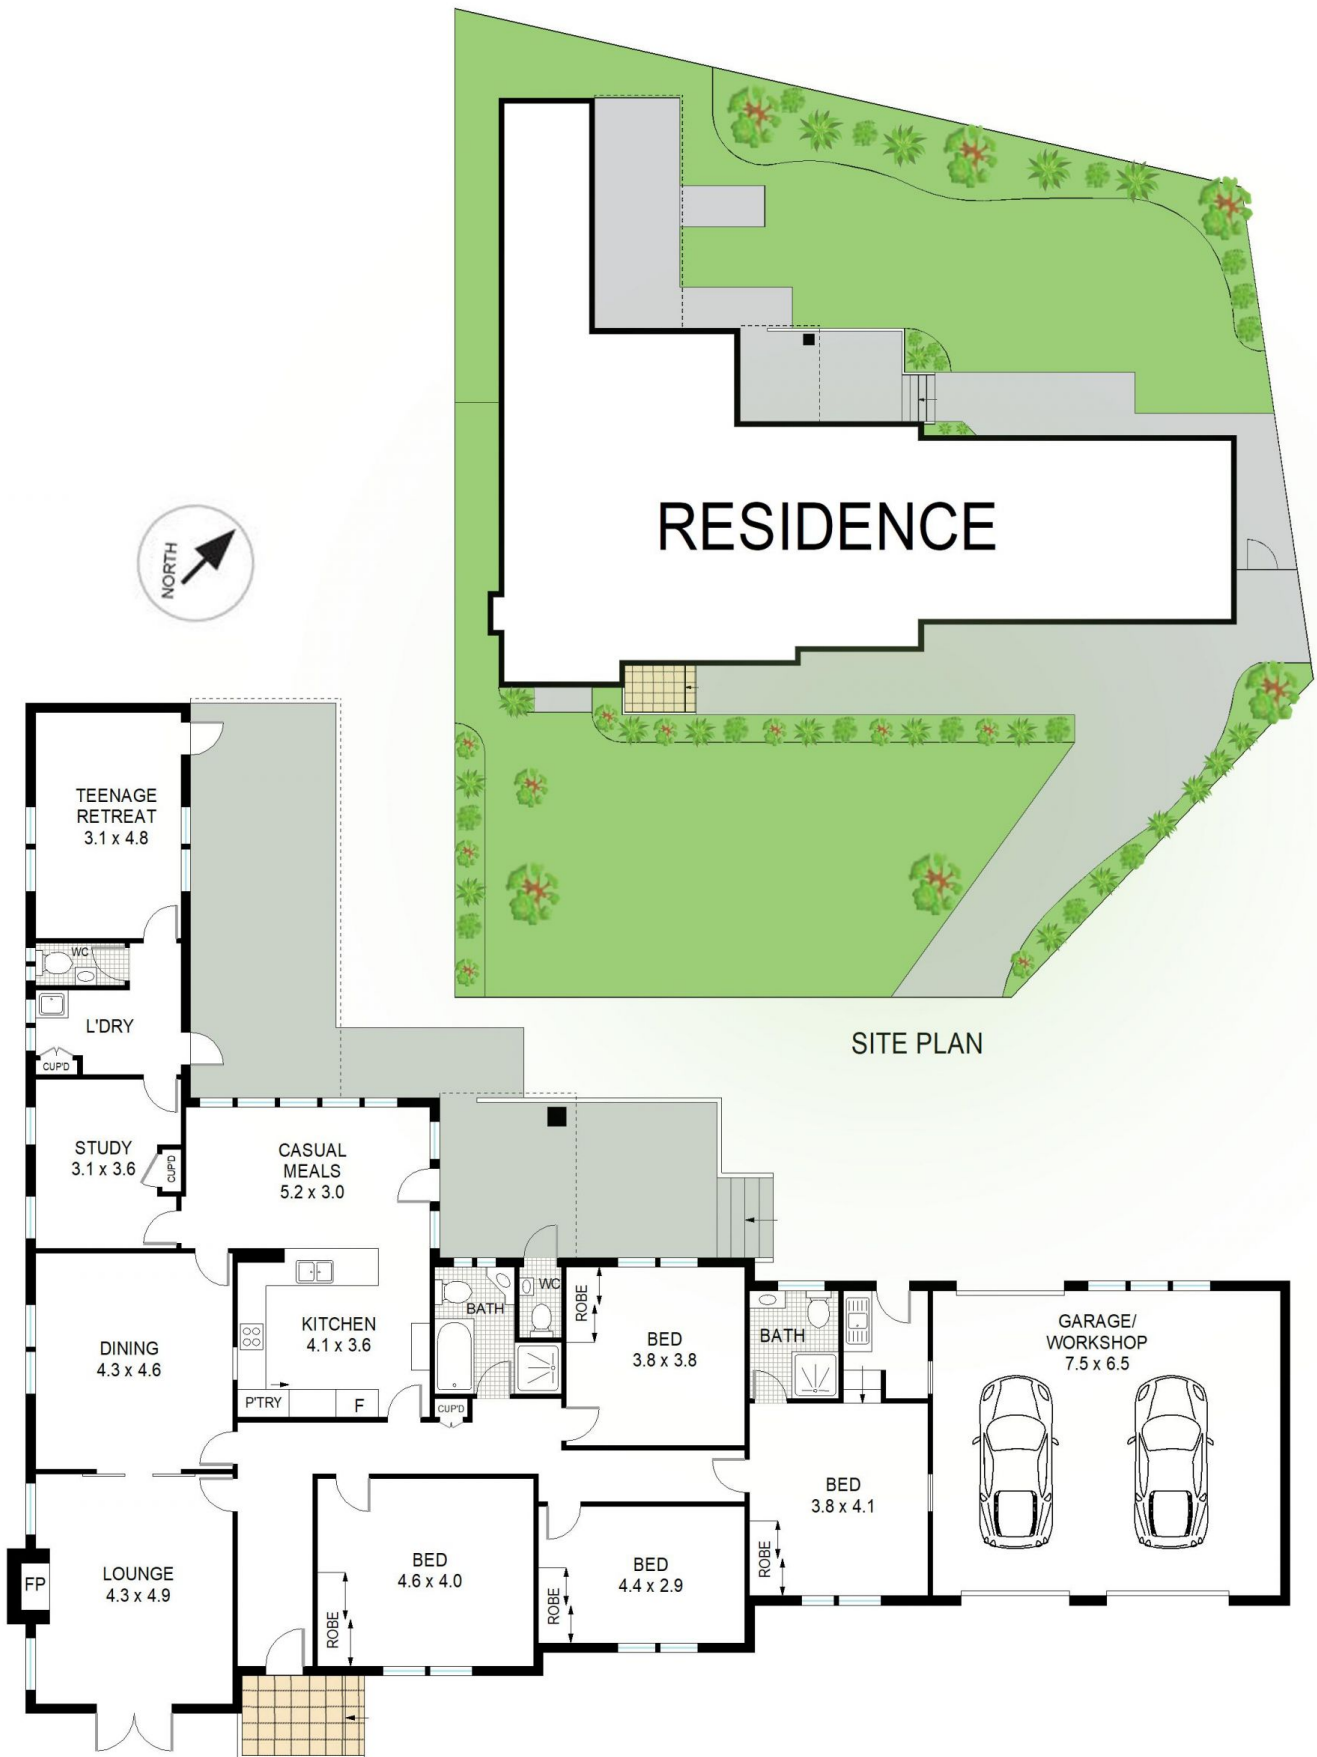 RESIDENCE
NORTH
SITE PLAN
TEENAGE
RETREAT
3.1 x 4.8
WC
L'DRY
CUP'D
STUDY
3.1 x 3.6
CUP'D
CASUAL
MEALS
5.2 x 3.0
DINING
4.3 x 4.6
KITCHEN
4.1 x 3.6
P'TRY
F
BATH
WC
CUP'D
ROBE
BED
3.8 x 3.8
BATH
GARAGE/
WORKSHOP
7.5 x 6.5
LOUNGE
4.3 x 4.9
FP
BED
4.6 x 4.0
ROBE
BED
4.4 x 2.9
ROBE
BED
3.8 x 4.1
ROBE